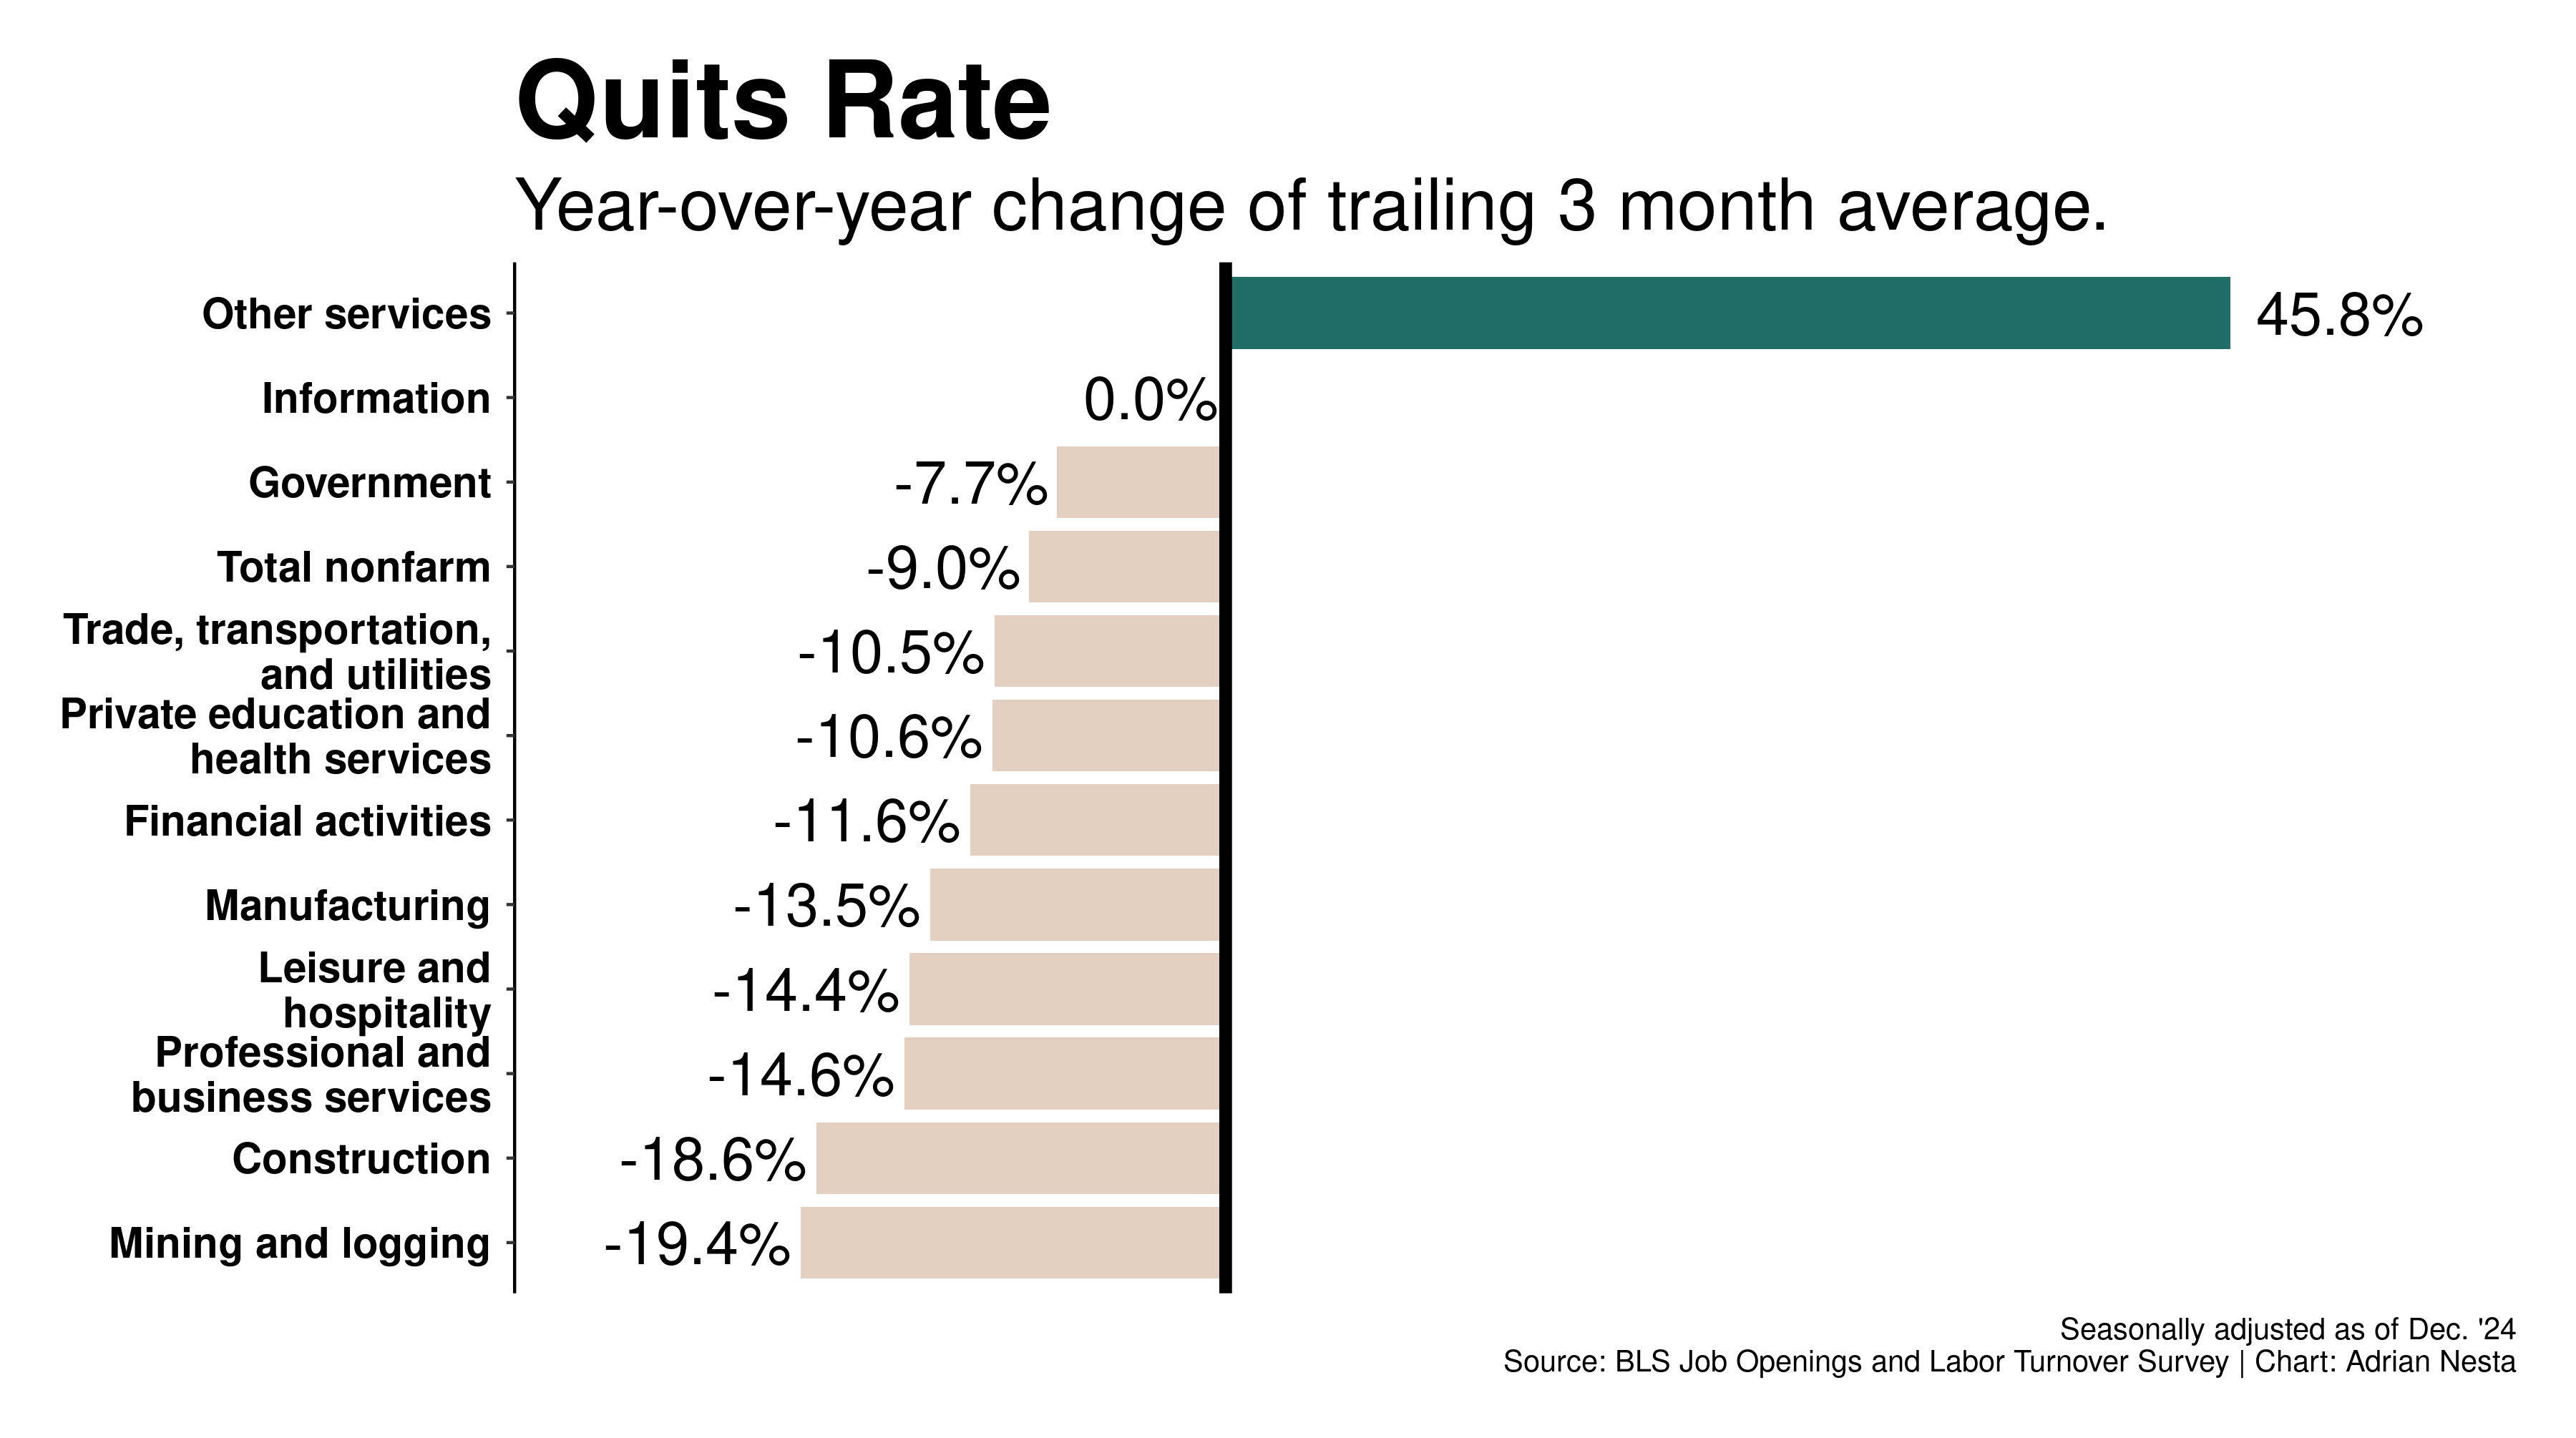 Quits Rate
Year-over-year change of trailing 3 month average.
Other services
45.8%
Information
0.0%
Government
-7.7%
Total nonfarm
-9.0%
Trade, transportation,
and utilities
-10.5%
Private education and
health services
-10.6%
Financial activities
-11.6%
Manufacturing
-13.5%
Leisure and
hospitality
-14.4%
Professional and
business services
-14.6%
Construction
-18.6%
Mining and logging
-19.4%
Seasonally adjusted as of Dec. '24
Source: BLS Job Openings and Labor Turnover Survey | Chart: Adrian Nesta